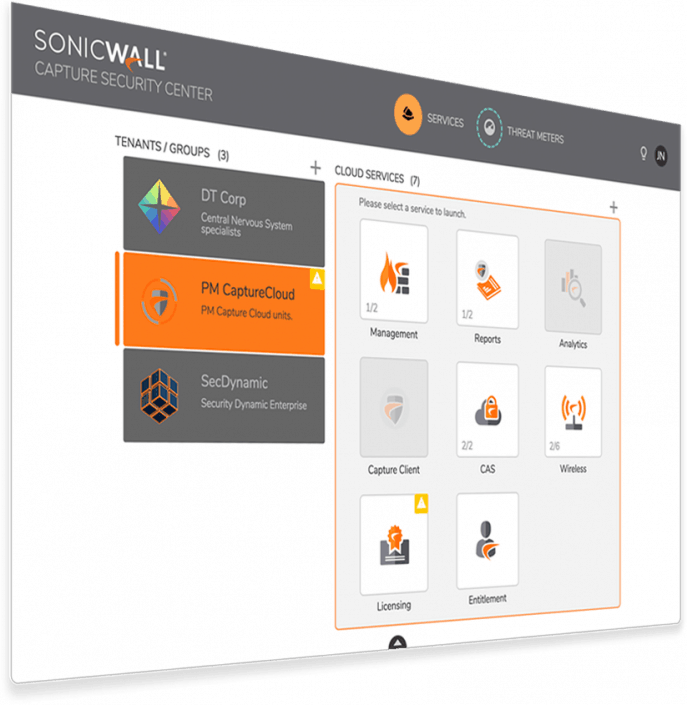 SONICWALL
CAPTURE SECURITY CENTER
SERVICES
THREAT METERS
JN
TENANTS / GROUPS (3)
+
DT Corp
Central Nervous System
specialists
PM CaptureCloud
PM Capture Cloud units.
SecDynamic
Security Dynamic Enterprise
CLOUD SERVICES (7)
+
Please select a service to launch.
1/2
Management
1/2
Reports
Analytics
Capture Client
2/2
CAS
2/6
Wireless
Licensing
Entitlement